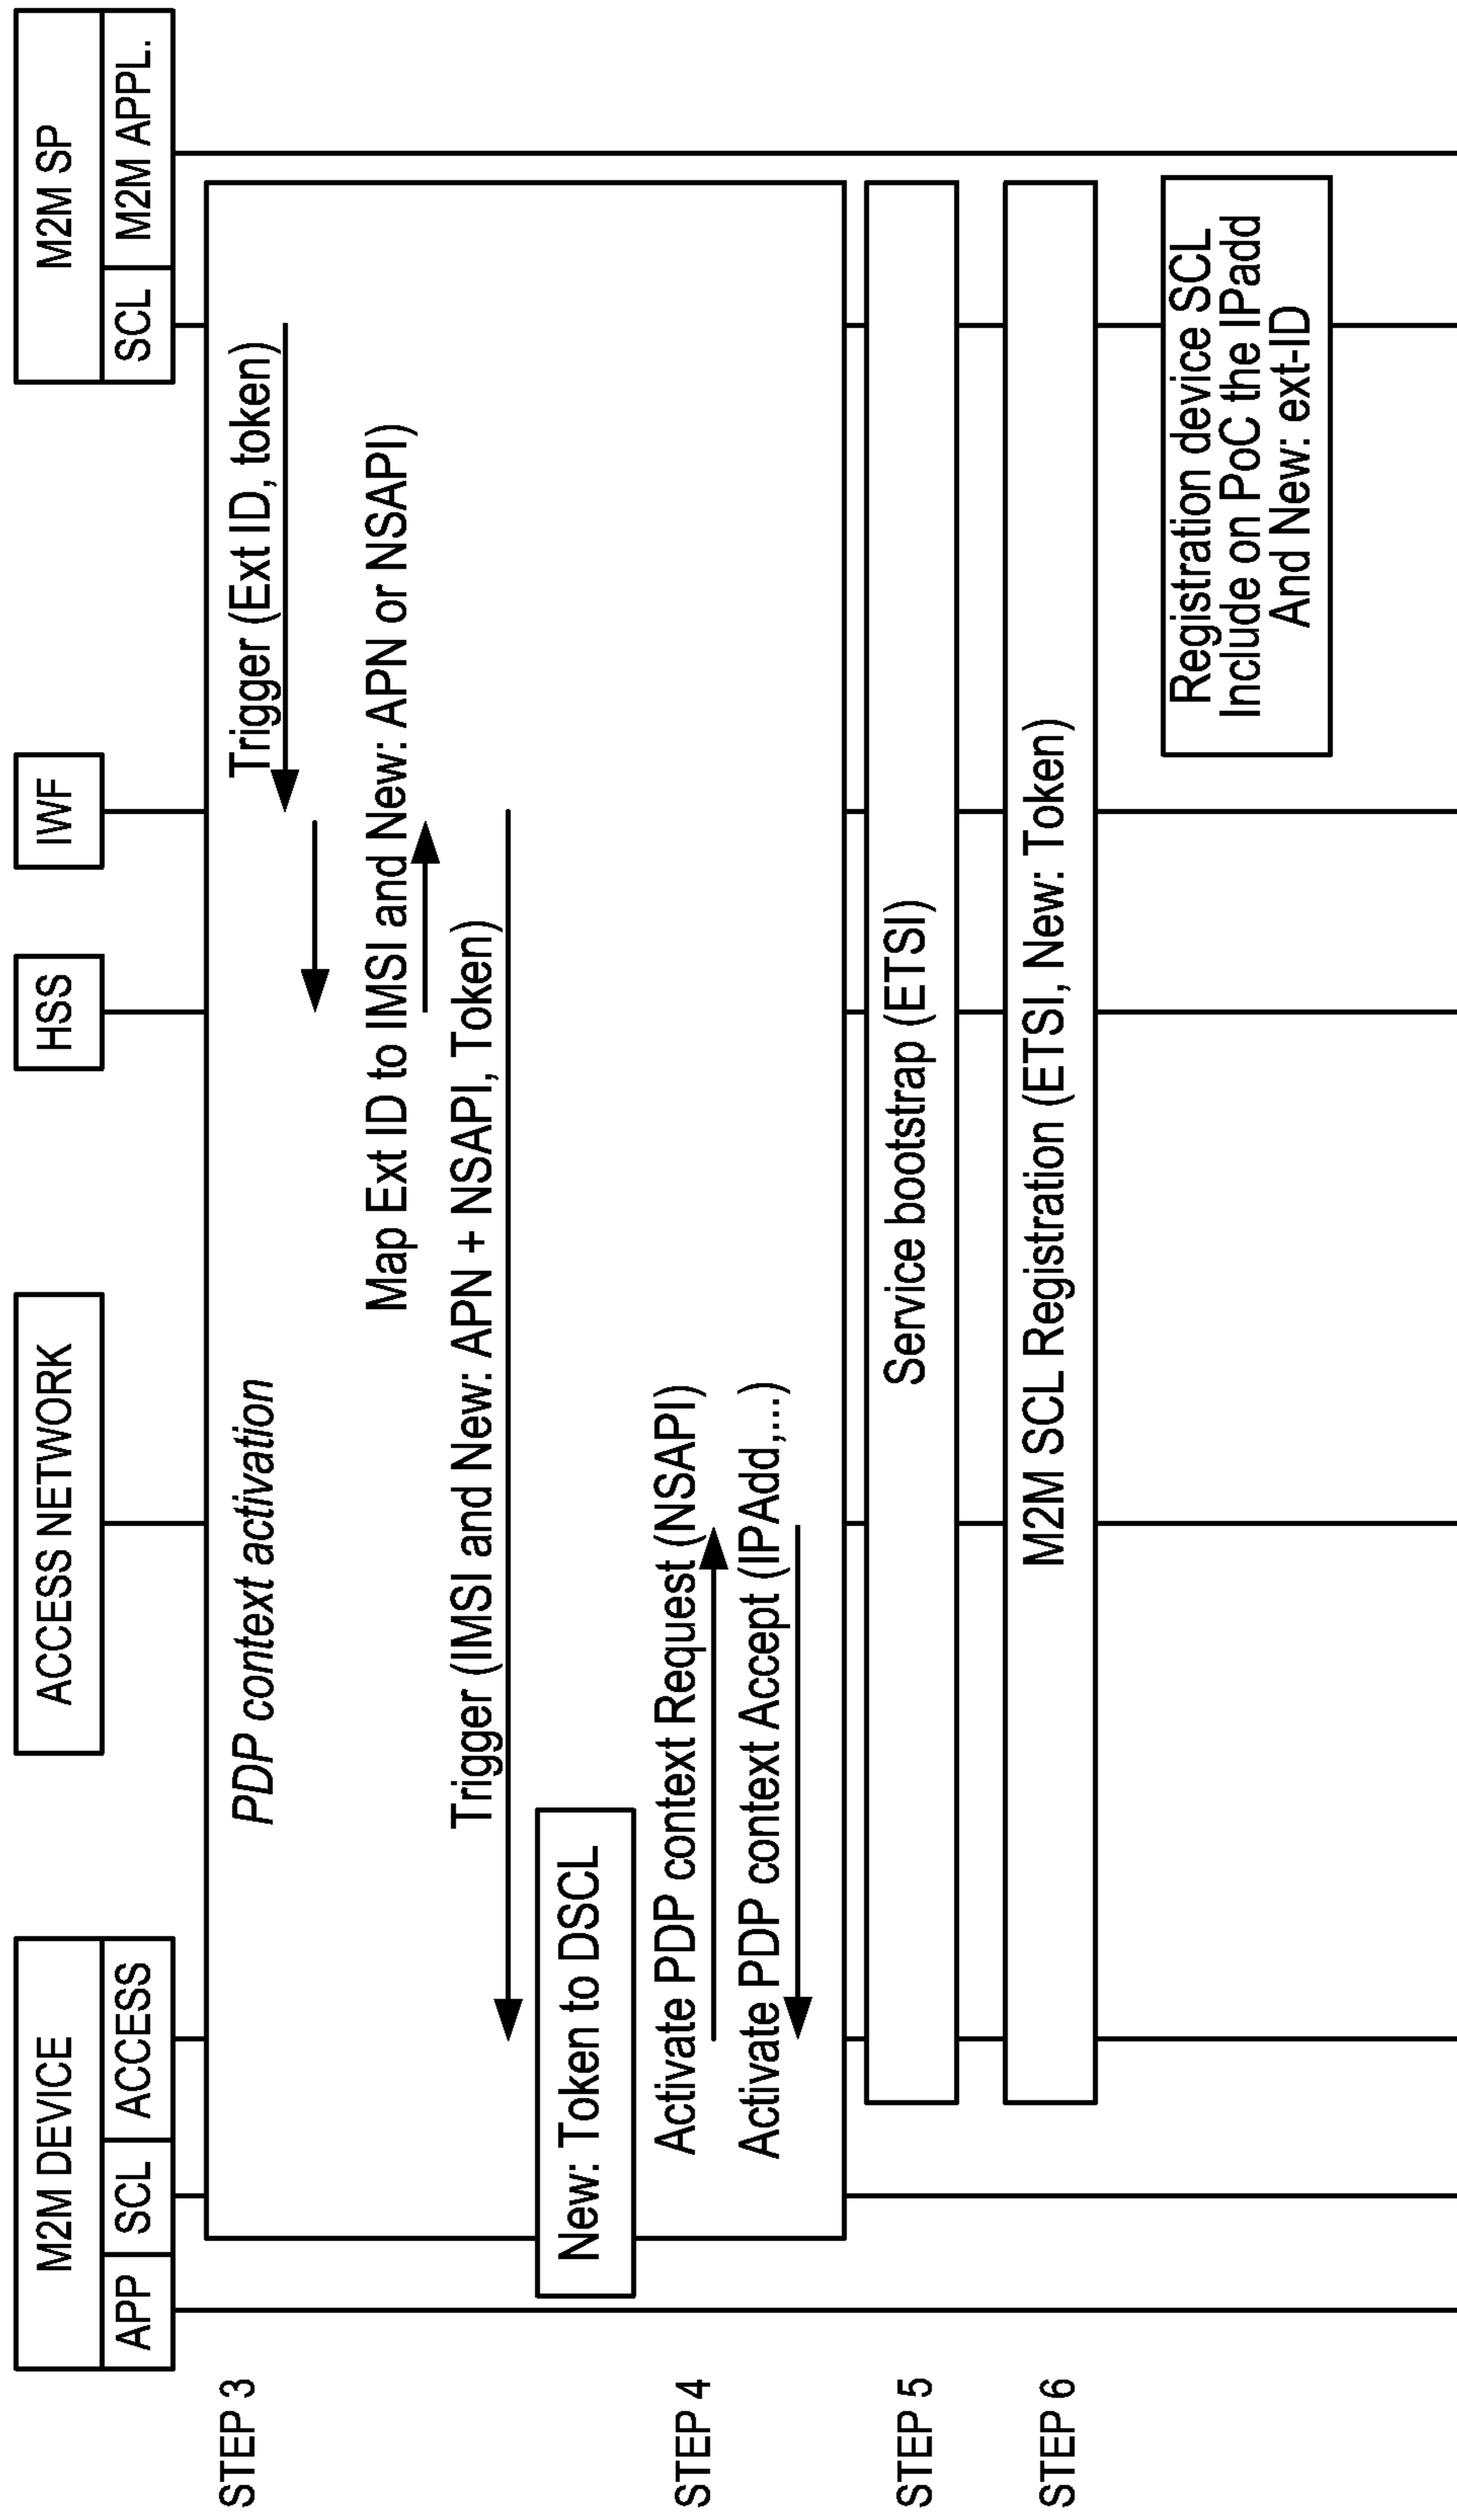 M2M DEVICE
ACCESS NETWORK
HSS
IWF
M2M SP
APP
SCL
ACCESS
SCL
M2M APPL.
STEP 3
PDP context activation
Trigger (Ext ID, token)
Map Ext ID to IMSI and New: APN or NSAPI)
Trigger (IMSI and New: APN + NSAPI, Token)
New: Token to DSCL
STEP 4
Activate PDP context Request (NSAPI)
Activate PDP context Accept (IPAdd,...)
STEP 5
Service bootstrap (ETSI)
STEP 6
M2M SCL Registration (ETSI, New: Token)
Registration device SCL
Include on PoC the IPadd
And New: ext-ID